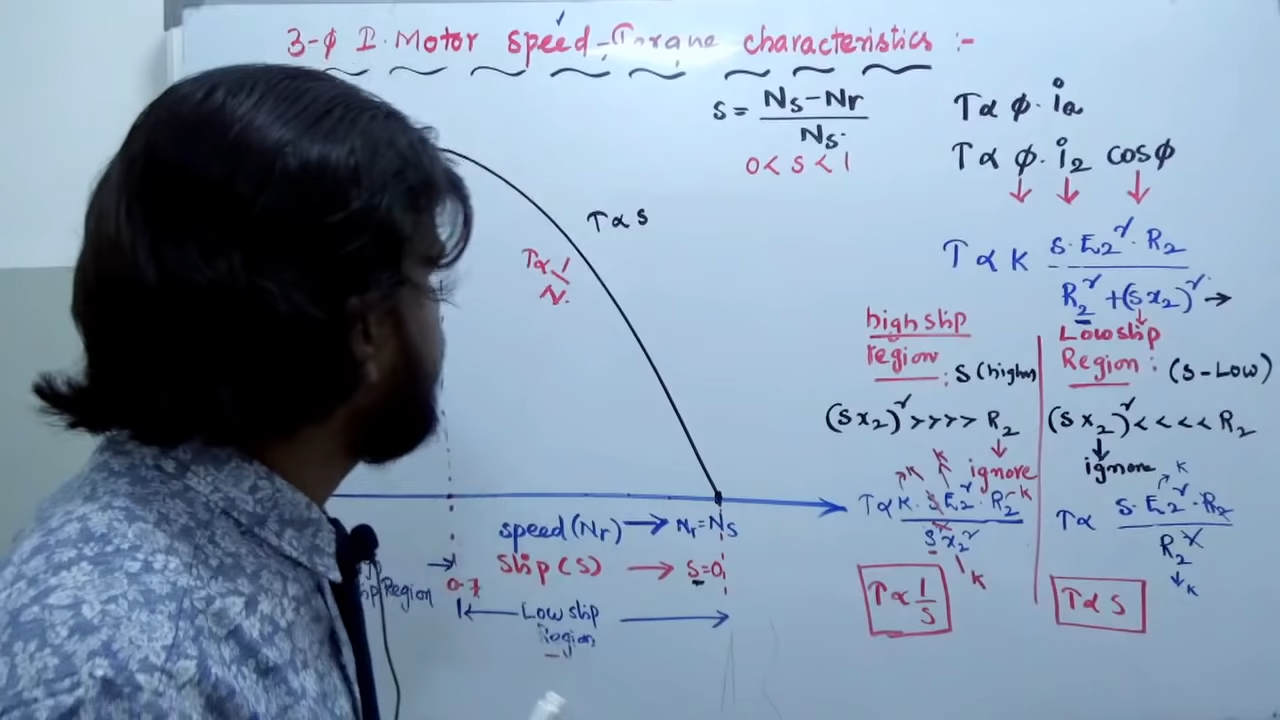 3-φ I. Motor speed-Torque characteristics :-
S = Ns-Nr / Ns
0 < S < 1
T α φ. ia
T α φ. i2 cosφ
T α K S. E2². R2 / R2² + (Sx2)² →
T α S
T α 1/N.
high slip region : S (high)
(Sx2)² >>>> R2
ignore
T α K. S E2². R2 / S² x2²
K
K
K
K
T α 1/S
Low slip Region : (S-Low)
(Sx2)² <<<< R2
ignore
K
T α S. E2². R2 / R2²
K
T α S
speed (Nr) → Nr = Ns
Slip (S) → S=0
Region
0.7
Low slip Region